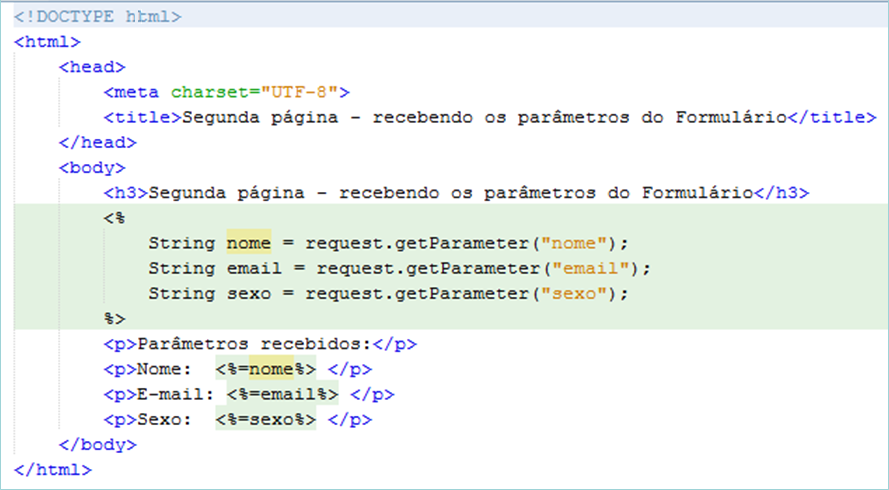 <!DOCTYPE html>
<html>
    <head>
        <meta charset="UTF-8">
        <title>Segunda página - recebendo os parâmetros do Formulário</title>
    </head>
    <body>
        <h3>Segunda página - recebendo os parâmetros do Formulário</h3>
        <%
            String nome = request.getParameter("nome");
            String email = request.getParameter("email");
            String sexo = request.getParameter("sexo");
        %>
        <p>Parâmetros recebidos:</p>
        <p>Nome:  <%=nome%> </p>
        <p>E-mail: <%=email%> </p>
        <p>Sexo:  <%=sexo%> </p>
    </body>
</html>